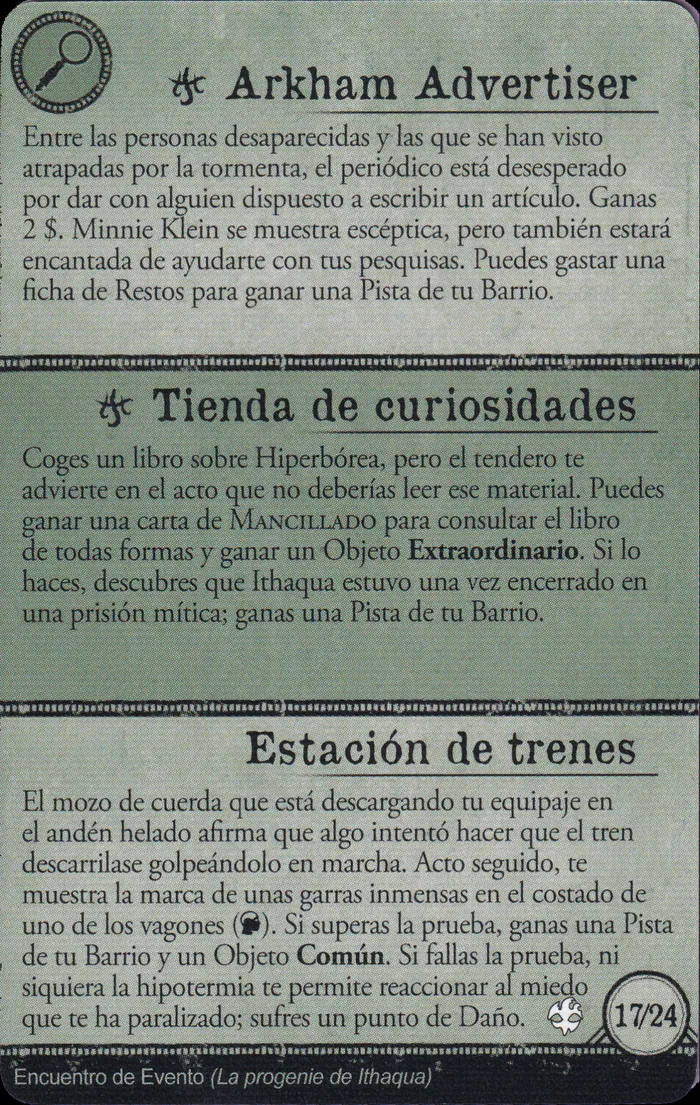 Arkham Advertiser
Entre las personas desaparecidas y las que se han visto
atrapadas por la tormenta, el periódico está desesperado
por dar con alguien dispuesto a escribir un artículo. Ganas
2 $. Minnie Klein se muestra escéptica, pero también estará
encantada de ayudarte con tus pesquisas. Puedes gastar una
ficha de Restos para ganar una Pista de tu Barrio.
Tienda de curiosidades
Coges un libro sobre Hiperbórea, pero el tendero te
advierte en el acto que no deberías leer ese material. Puedes
ganar una carta de MANCILLADO para consultar el libro
de todas formas y ganar un Objeto Extraordinario. Si lo
haces, descubres que Ithaqua estuvo una vez encerrado en
una prisión mítica; ganas una Pista de tu Barrio.
Estación de trenes
El mozo de cuerda que está descargando tu equipaje en
el andén helado afirma que algo intentó hacer que el tren
descarrilase golpeándolo en marcha. Acto seguido, te
muestra la marca de unas garras inmensas en el costado de
uno de los vagones (). Si superas la prueba, ganas una Pista
de tu Barrio y un Objeto Común. Si fallas la prueba, ni
siquiera la hipotermia te permite reaccionar al miedo
que te ha paralizado; sufres un punto de Daño.
17/24
Encuentro de Evento (La progenie de Ithaqua)